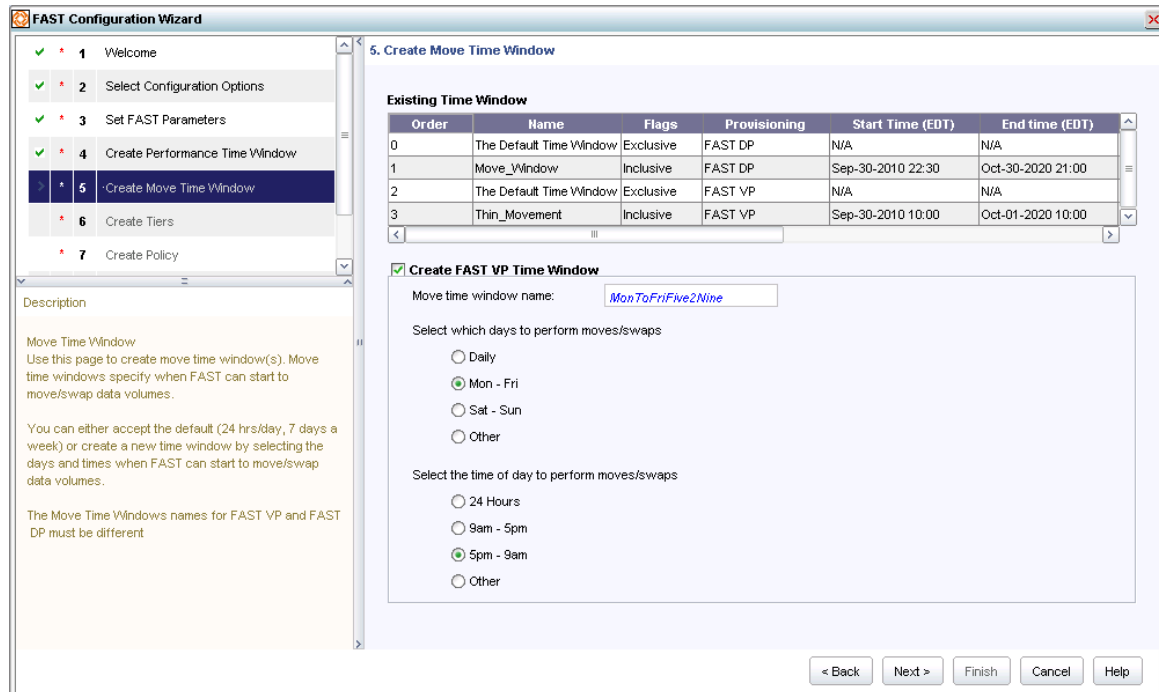 FAST Configuration Wizard
* 1 Welcome
* 2 Select Configuration Options
* 3 Set FAST Parameters
* 4 Create Performance Time Window
* 5 Create Move Time Window
* 6 Create Tiers
* 7 Create Policy
Description
Move Time Window
Use this page to create move time window(s). Move
time windows specify when FAST can start to
move/swap data volumes.
You can either accept the default (24 hrs/day, 7 days a
week) or create a new time window by selecting the
days and times when FAST can start to move/swap
data volumes.
The Move Time Windows names for FAST VP and FAST
DP must be different
5. Create Move Time Window
Existing Time Window
Order Name Flags Provisioning Start Time (EDT) End time (EDT)
0 The Default Time Window Exclusive FAST DP N/A N/A
1 Move_Window Inclusive FAST DP Sep-30-2010 22:30 Oct-30-2020 21:00
2 The Default Time Window Exclusive FAST VP N/A N/A
3 Thin_Movement Inclusive FAST VP Sep-30-2010 10:00 Oct-01-2020 10:00
Create FAST VP Time Window
Move time window name: MonToFriFive2Nine
Select which days to perform moves/swaps
Daily
Mon - Fri
Sat - Sun
Other
Select the time of day to perform moves/swaps
24 Hours
9am - 5pm
5pm - 9am
Other
< Back Next > Finish Cancel Help